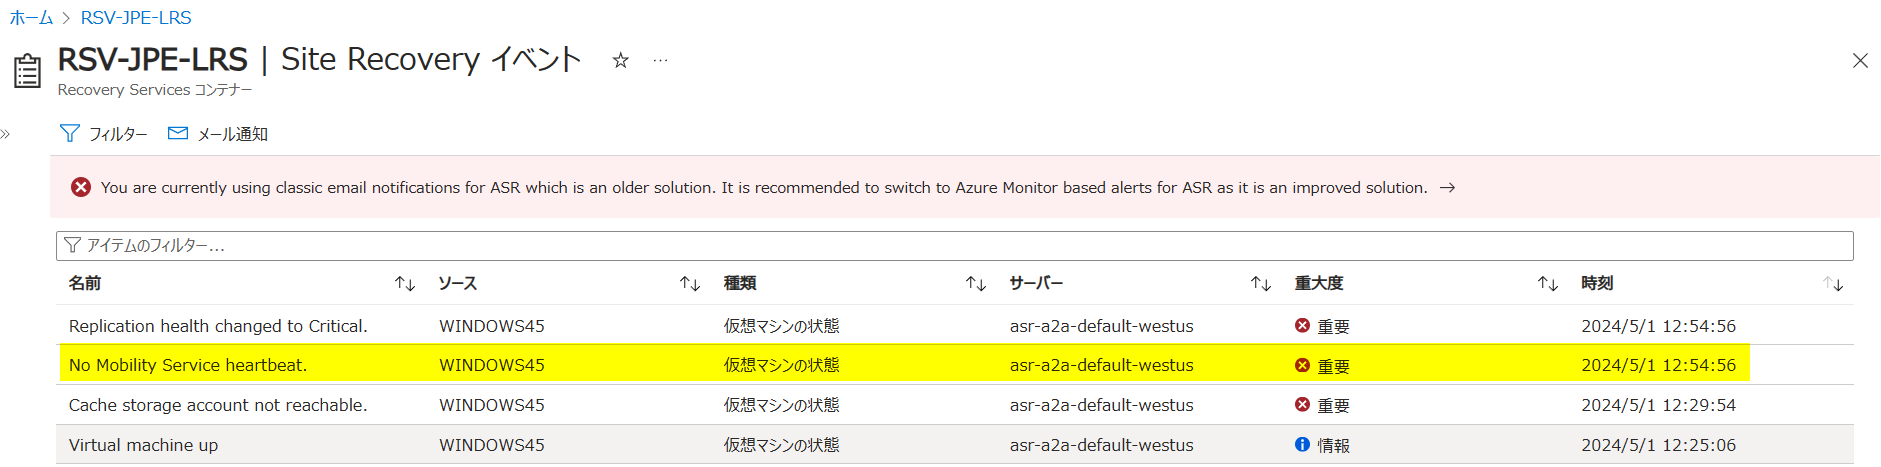 ホーム > RSV-JPE-LRS
RSV-JPE-LRS | Site Recovery イベント ☆ …
Recovery Services コンテナー
フィルター メール通知
You are currently using classic email notifications for ASR which is an older solution. It is recommended to switch to Azure Monitor based alerts for ASR as it is an improved solution. →
アイテムのフィルター...
名前 ↑↓ ソース ↑↓ 種類 ↑↓ サーバー ↑↓ 重大度 ↑↓ 時刻 ↑↓
Replication health changed to Critical. WINDOWS45 仮想マシンの状態 asr-a2a-default-westus 重要 2024/5/1 12:54:56
No Mobility Service heartbeat. WINDOWS45 仮想マシンの状態 asr-a2a-default-westus 重要 2024/5/1 12:54:56
Cache storage account not reachable. WINDOWS45 仮想マシンの状態 asr-a2a-default-westus 重要 2024/5/1 12:29:54
Virtual machine up WINDOWS45 仮想マシンの状態 asr-a2a-default-westus 情報 2024/5/1 12:25:06